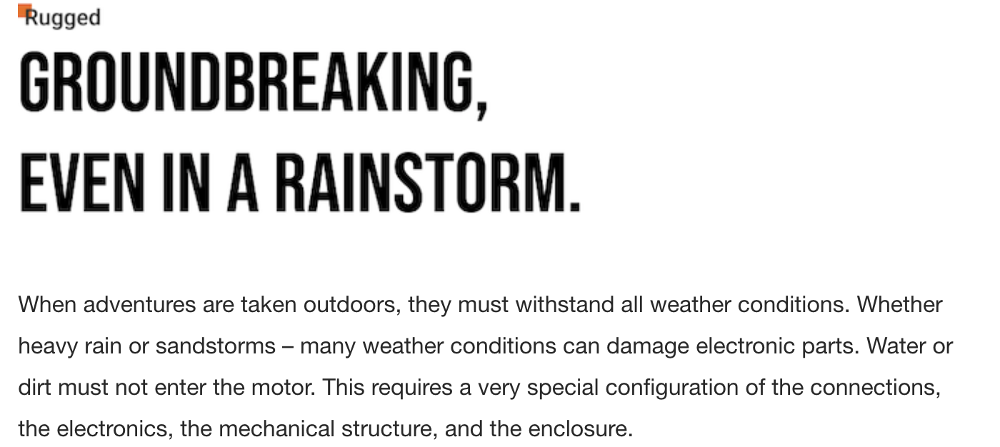 Rugged
GROUNDBREAKING,
EVEN IN A RAINSTORM.
When adventures are taken outdoors, they must withstand all weather conditions. Whether
heavy rain or sandstorms – many weather conditions can damage electronic parts. Water or
dirt must not enter the motor. This requires a very special configuration of the connections,
the electronics, the mechanical structure, and the enclosure.